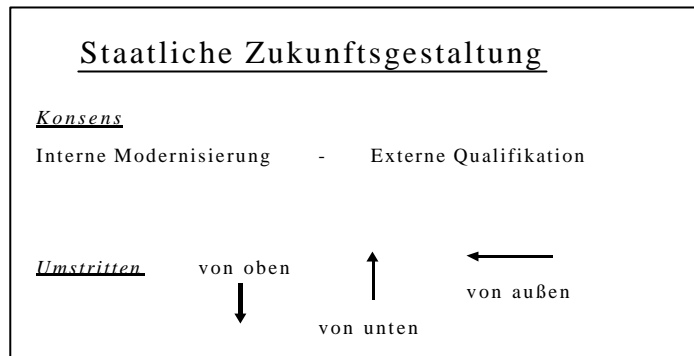 Staatliche Zukunftsgestaltung
Konsens
Interne Modernisierung - Externe Qualifikation
Umstritten von oben
von außen
von unten